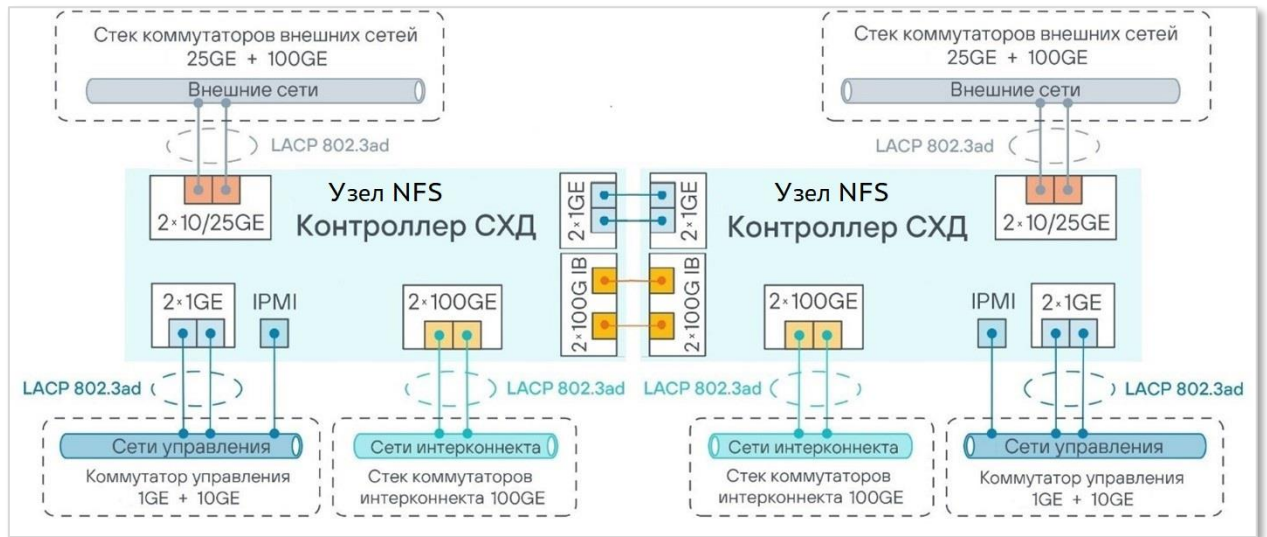 Стек коммутаторов внешних сетей
25GE + 100GE
Внешние сети
LACP 802.3ad
Стек коммутаторов внешних сетей
25GE + 100GE
Внешние сети
LACP 802.3ad
2×10/25GE
Узел NFS
Контроллер СХД
2×1GE
2×100G IB
2×1GE
IPMI
2×100GE
2×1GE
2×100G IB
Узел NFS
Контроллер СХД
2×10/25GE
2×100GE
IPMI
2×1GE
LACP 802.3ad
LACP 802.3ad
LACP 802.3ad
LACP 802.3ad
Сети управления
Коммутатор управления
1GE + 10GE
Сети интерконнекта
Стек коммутаторов
интерконнекта 100GE
Сети интерконнекта
Стек коммутаторов
интерконнекта 100GE
Сети управления
Коммутатор управления
1GE + 10GE